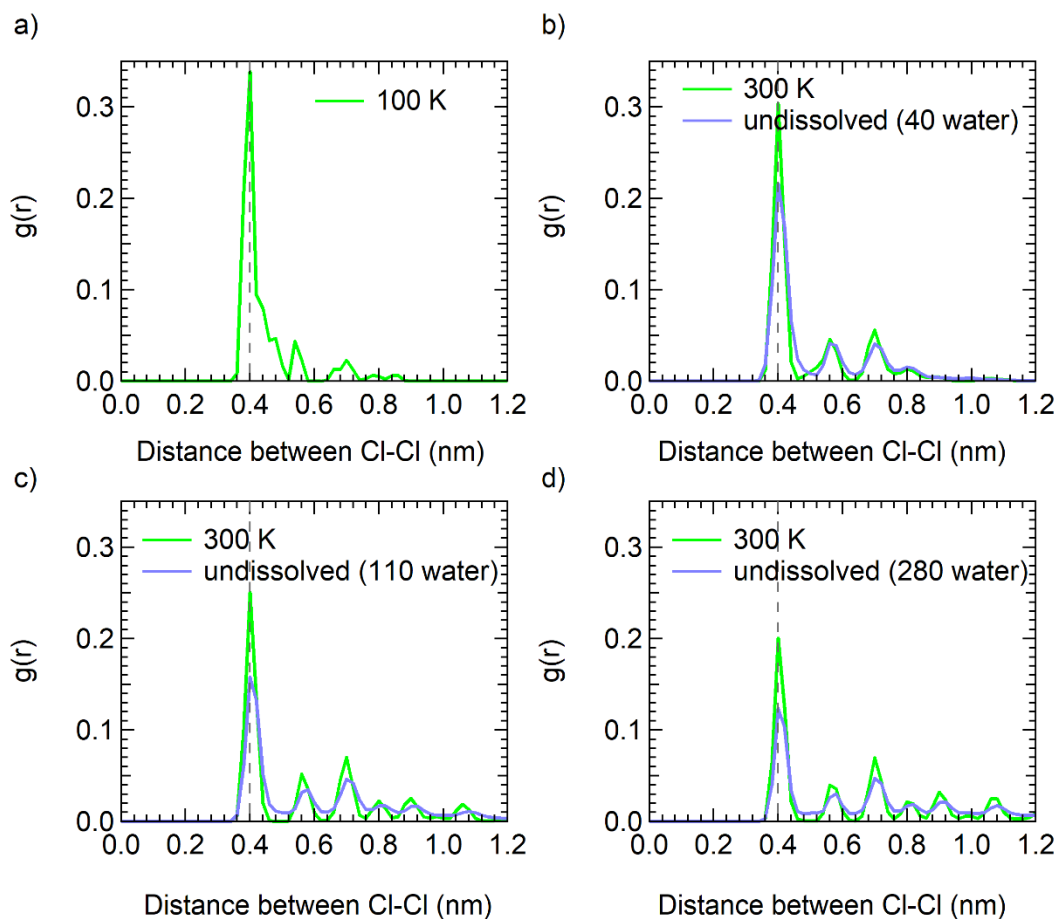 a)
0.3
0.2
0.1
0.0
g(r)
100 K
0.0 0.2 0.4 0.6 0.8 1.0 1.2
Distance between Cl-Cl (nm)
b)
0.3
0.2
0.1
0.0
g(r)
300 K
undissolved (40 water)
0.0 0.2 0.4 0.6 0.8 1.0 1.2
Distance between Cl-Cl (nm)
c)
0.3
0.2
0.1
0.0
g(r)
300 K
undissolved (110 water)
0.0 0.2 0.4 0.6 0.8 1.0 1.2
Distance between Cl-Cl (nm)
d)
0.3
0.2
0.1
0.0
g(r)
300 K
undissolved (280 water)
0.0 0.2 0.4 0.6 0.8 1.0 1.2
Distance between Cl-Cl (nm)